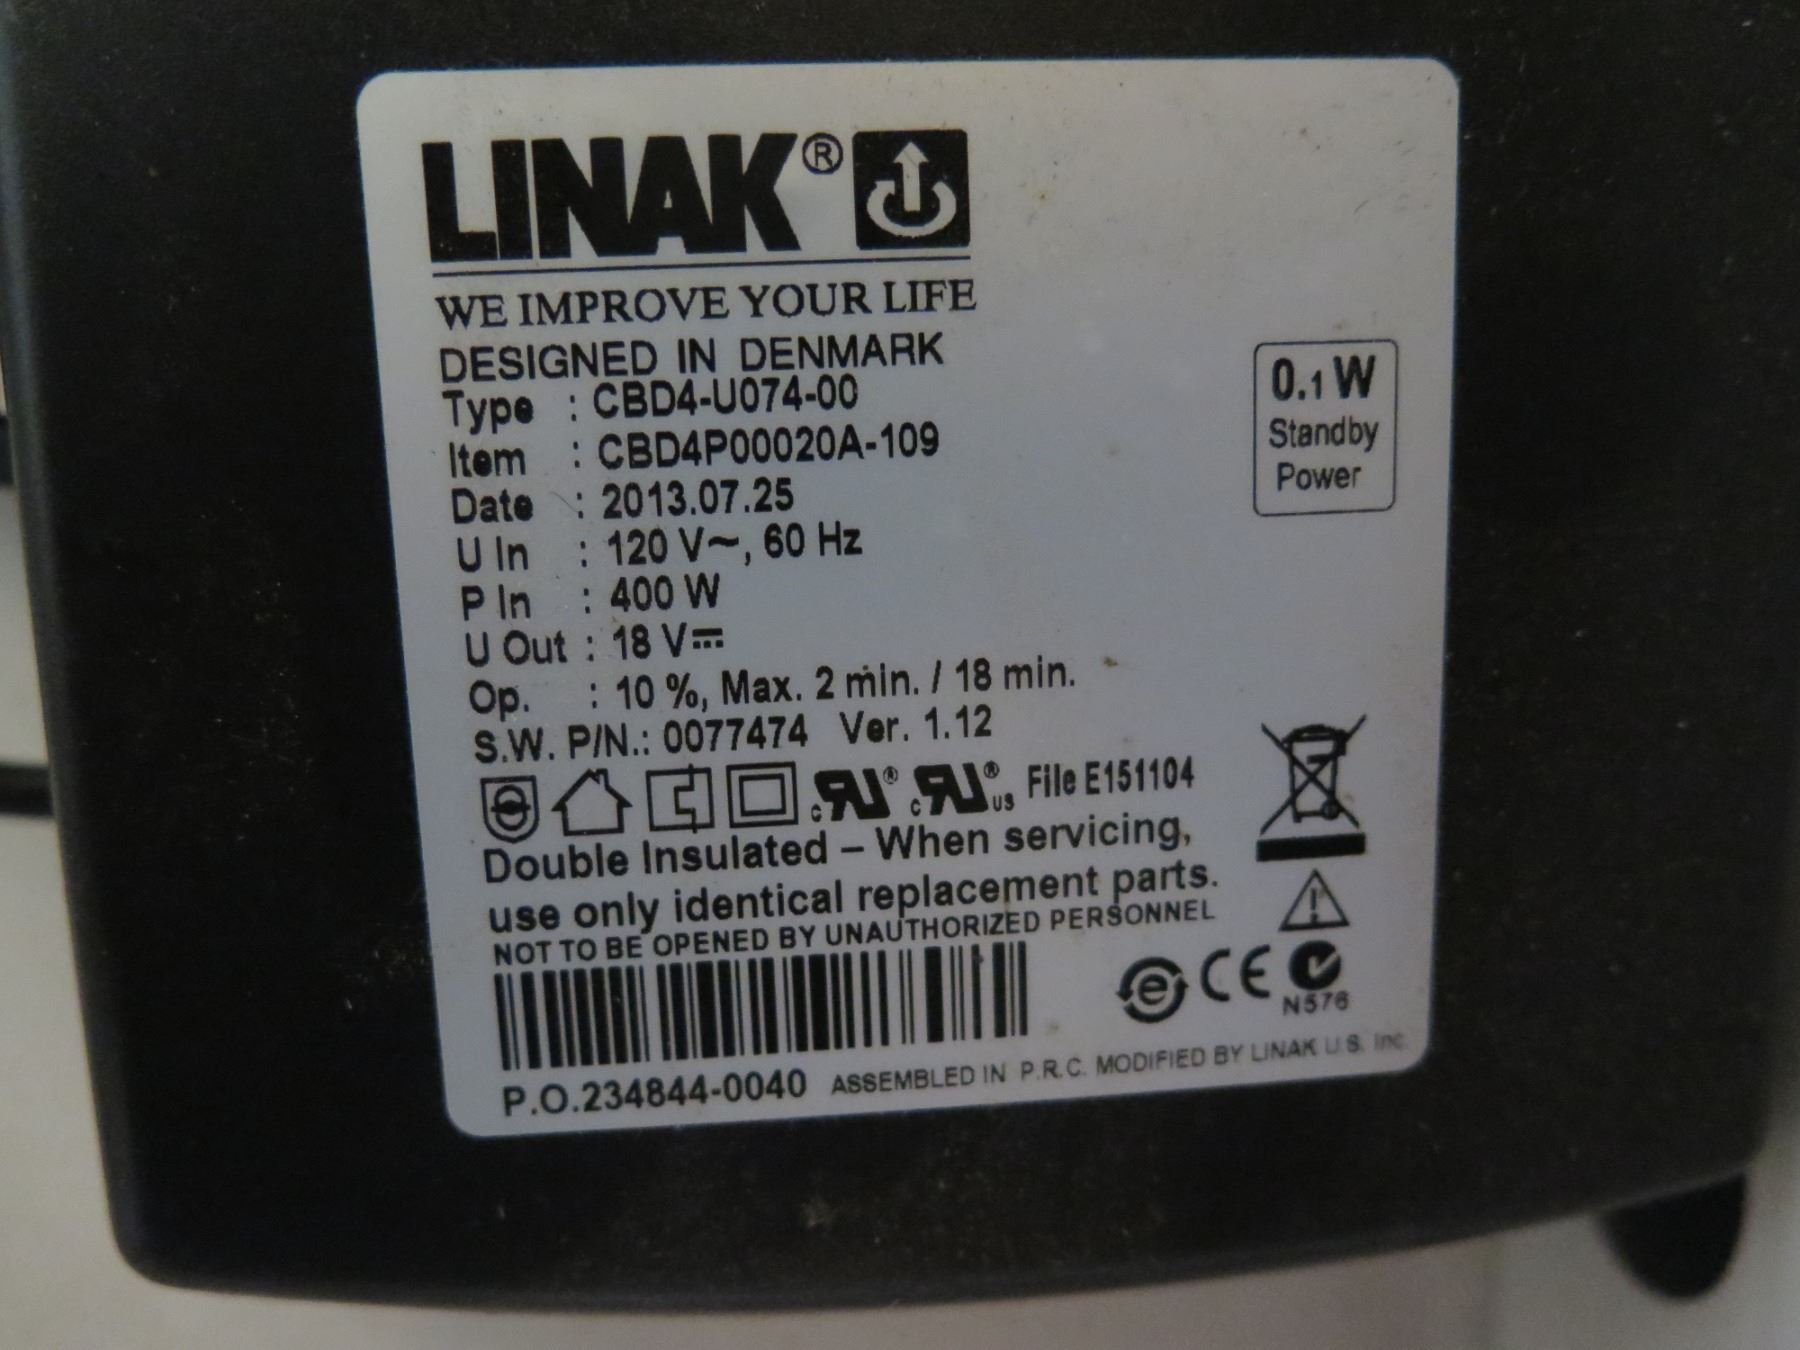 LINAK®
WE IMPROVE YOUR LIFE
DESIGNED IN DENMARK
Type : CBD4-U074-00
Item : CBD4P00020A-109
Date : 2013.07.25
U In : 120 V~, 60 Hz
P In : 400 W
U Out : 18 V⎓
Op. : 10 %, Max. 2 min. / 18 min.
S.W. P/N.: 0077474 Ver. 1.12
0.1 W
Standby
Power
c RU® c RU® US File E151104
Double Insulated – When servicing,
use only identical replacement parts.
NOT TO BE OPENED BY UNAUTHORIZED PERSONNEL
e CE
N576
P.O.234844-0040 ASSEMBLED IN P.R.C. MODIFIED BY LINAK U.S. Inc.